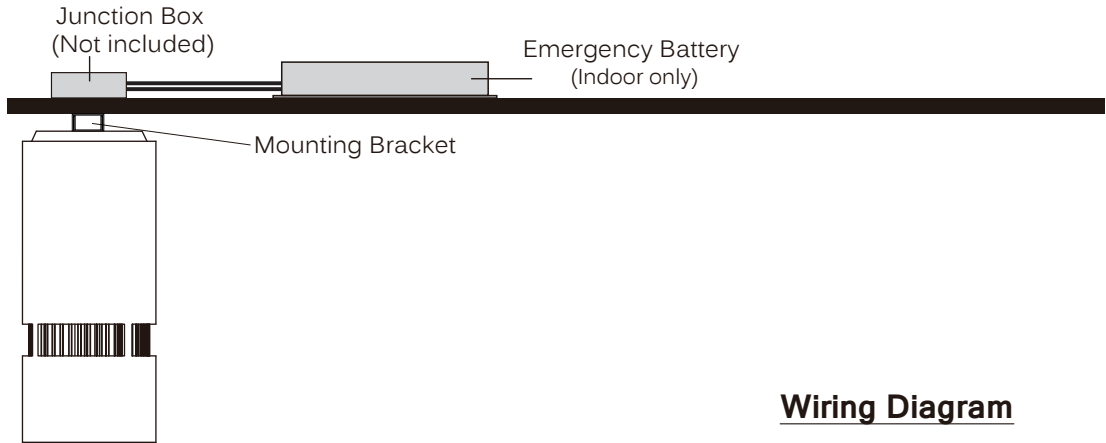 Junction Box
(Not included)
Emergency Battery
(Indoor only)
Mounting Bracket
Wiring Diagram